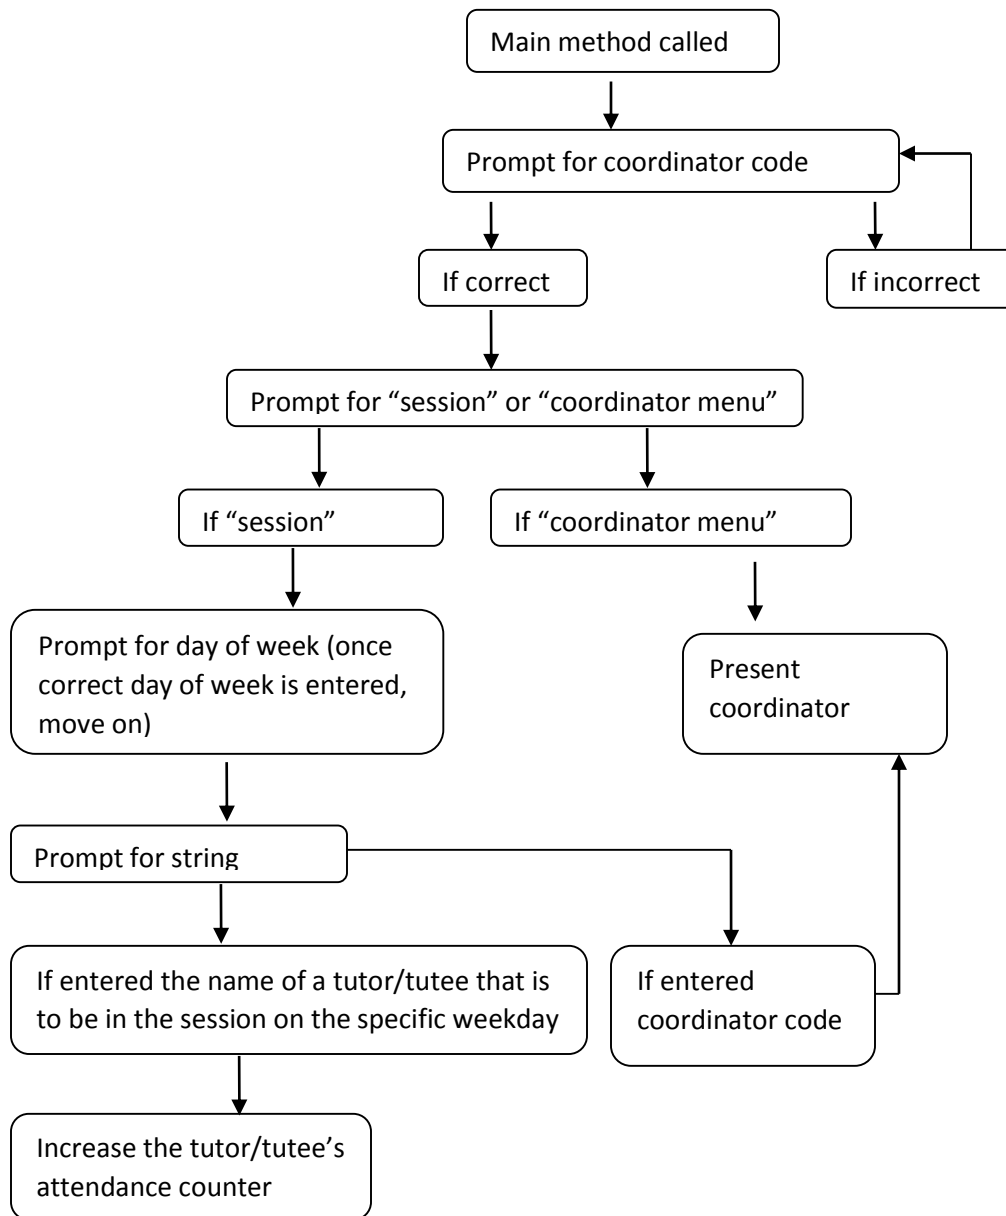 Main method called
Prompt for coordinator code
If correct
If incorrect
Prompt for “session” or “coordinator menu”
If “session”
If “coordinator menu”
Prompt for day of week (once
correct day of week is entered,
move on)
Present
coordinator
Prompt for string
If entered the name of a tutor/tutee that is
to be in the session on the specific weekday
If entered
coordinator code
Increase the tutor/tutee’s
attendance counter